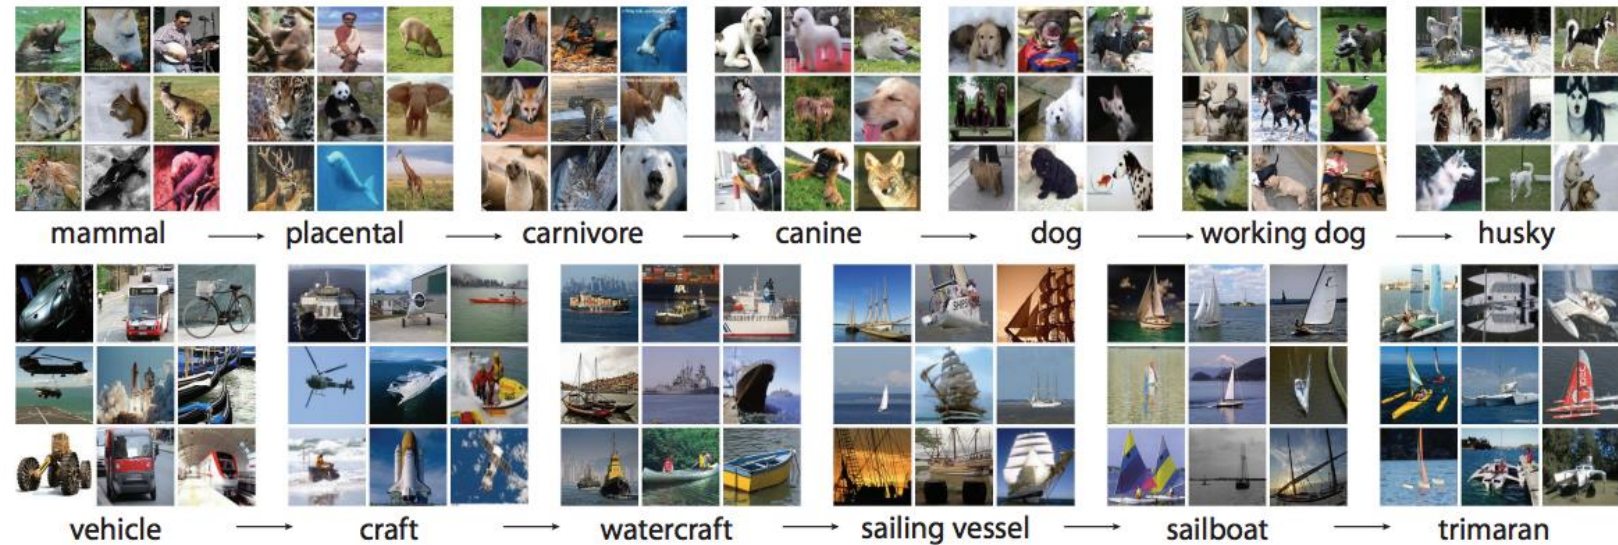 mammal → placental → carnivore → canine → dog → working dog → husky
vehicle → craft → watercraft → sailing vessel → sailboat → trimaran